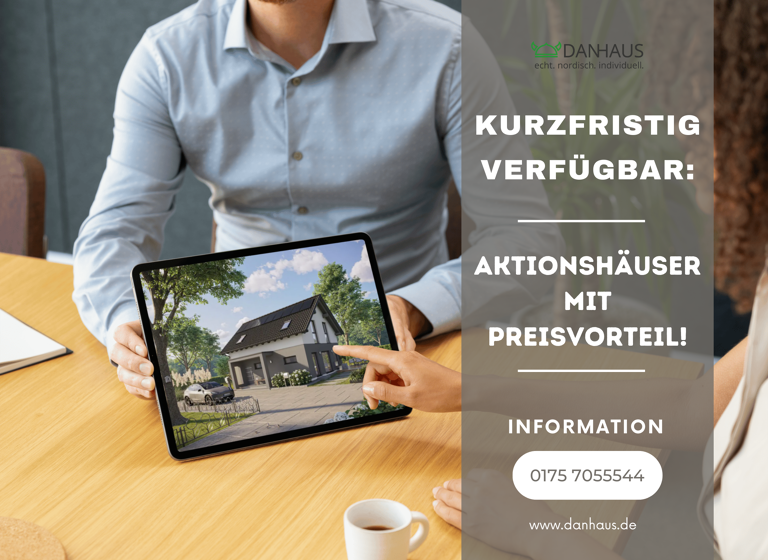 DANHAUS
echt. nordisch. individuell.
KURZFRISTIG
VERFÜGBAR:
AKTIONSHÄUSER
MIT
PREISVORTEIL!
INFORMATION
0175 7055544
www.danhaus.de